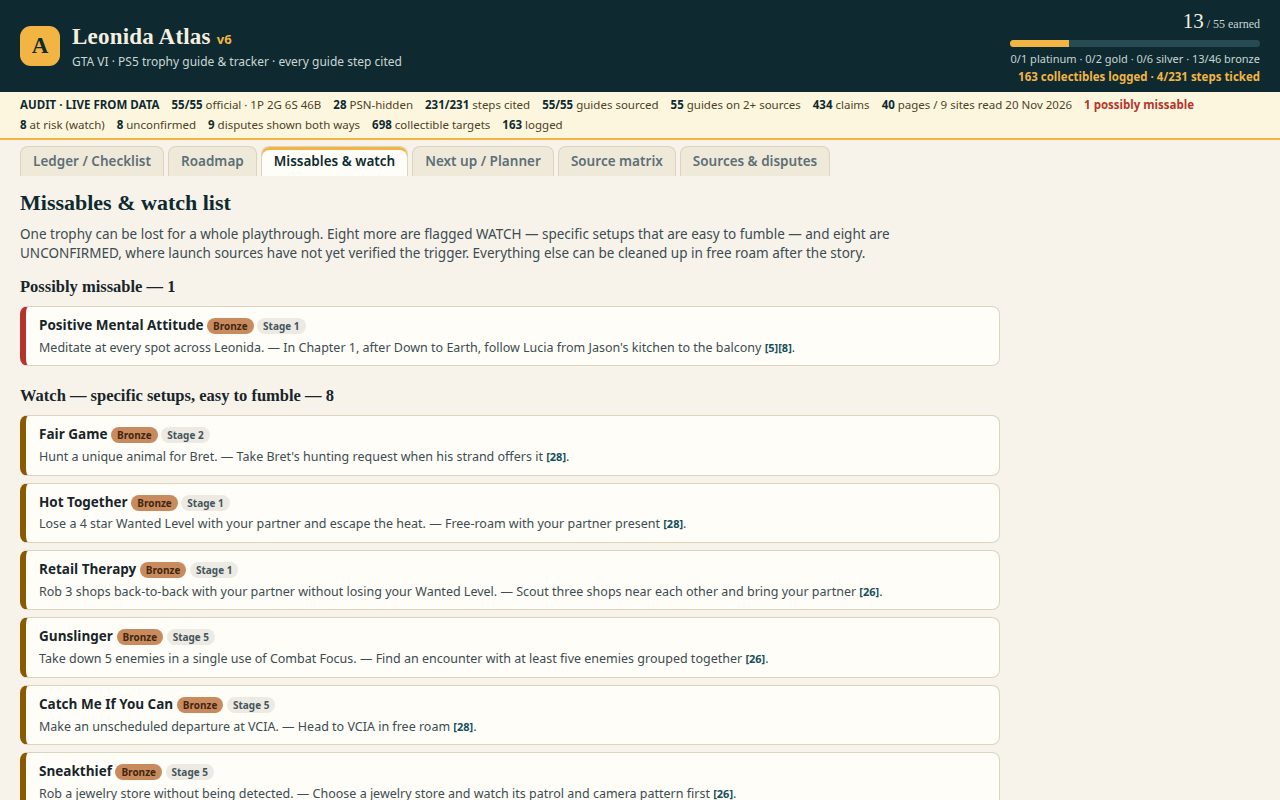 A
Leonida Atlas v6
GTA VI · PS5 trophy guide & tracker · every guide step cited
13 / 55 earned
0/1 platinum · 0/2 gold · 0/6 silver · 13/46 bronze
163 collectibles logged · 4/231 steps ticked
AUDIT · LIVE FROM DATA 55/55 official · 1P 2G 6S 46B 28 PSN-hidden 231/231 steps cited 55/55 guides sourced 55 guides on 2+ sources 434 claims 40 pages / 9 sites read 20 Nov 2026 1 possibly missable
8 at risk (watch) 8 unconfirmed 9 disputes shown both ways 698 collectible targets 163 logged
Ledger / Checklist Roadmap Missables & watch Next up / Planner Source matrix Sources & disputes
Missables & watch list
One trophy can be lost for a whole playthrough. Eight more are flagged WATCH — specific setups that are easy to fumble — and eight are
UNCONFIRMED, where launch sources have not yet verified the trigger. Everything else can be cleaned up in free roam after the story.
Possibly missable — 1
Positive Mental Attitude Bronze Stage 1
Meditate at every spot across Leonida. — In Chapter 1, after Down to Earth, follow Lucia from Jason's kitchen to the balcony [5][8].
Watch — specific setups, easy to fumble — 8
Fair Game Bronze Stage 2
Hunt a unique animal for Bret. — Take Bret's hunting request when his strand offers it [28].
Hot Together Bronze Stage 1
Lose a 4 star Wanted Level with your partner and escape the heat. — Free-roam with your partner present [28].
Retail Therapy Bronze Stage 1
Rob 3 shops back-to-back with your partner without losing your Wanted Level. — Scout three shops near each other and bring your partner [26].
Gunslinger Bronze Stage 5
Take down 5 enemies in a single use of Combat Focus. — Find an encounter with at least five enemies grouped together [26].
Catch Me If You Can Bronze Stage 5
Make an unscheduled departure at VCIA. — Head to VCIA in free roam [28].
Sneakthief Bronze Stage 5
Rob a jewelry store without being detected. — Choose a jewelry store and watch its patrol and camera pattern first [26].